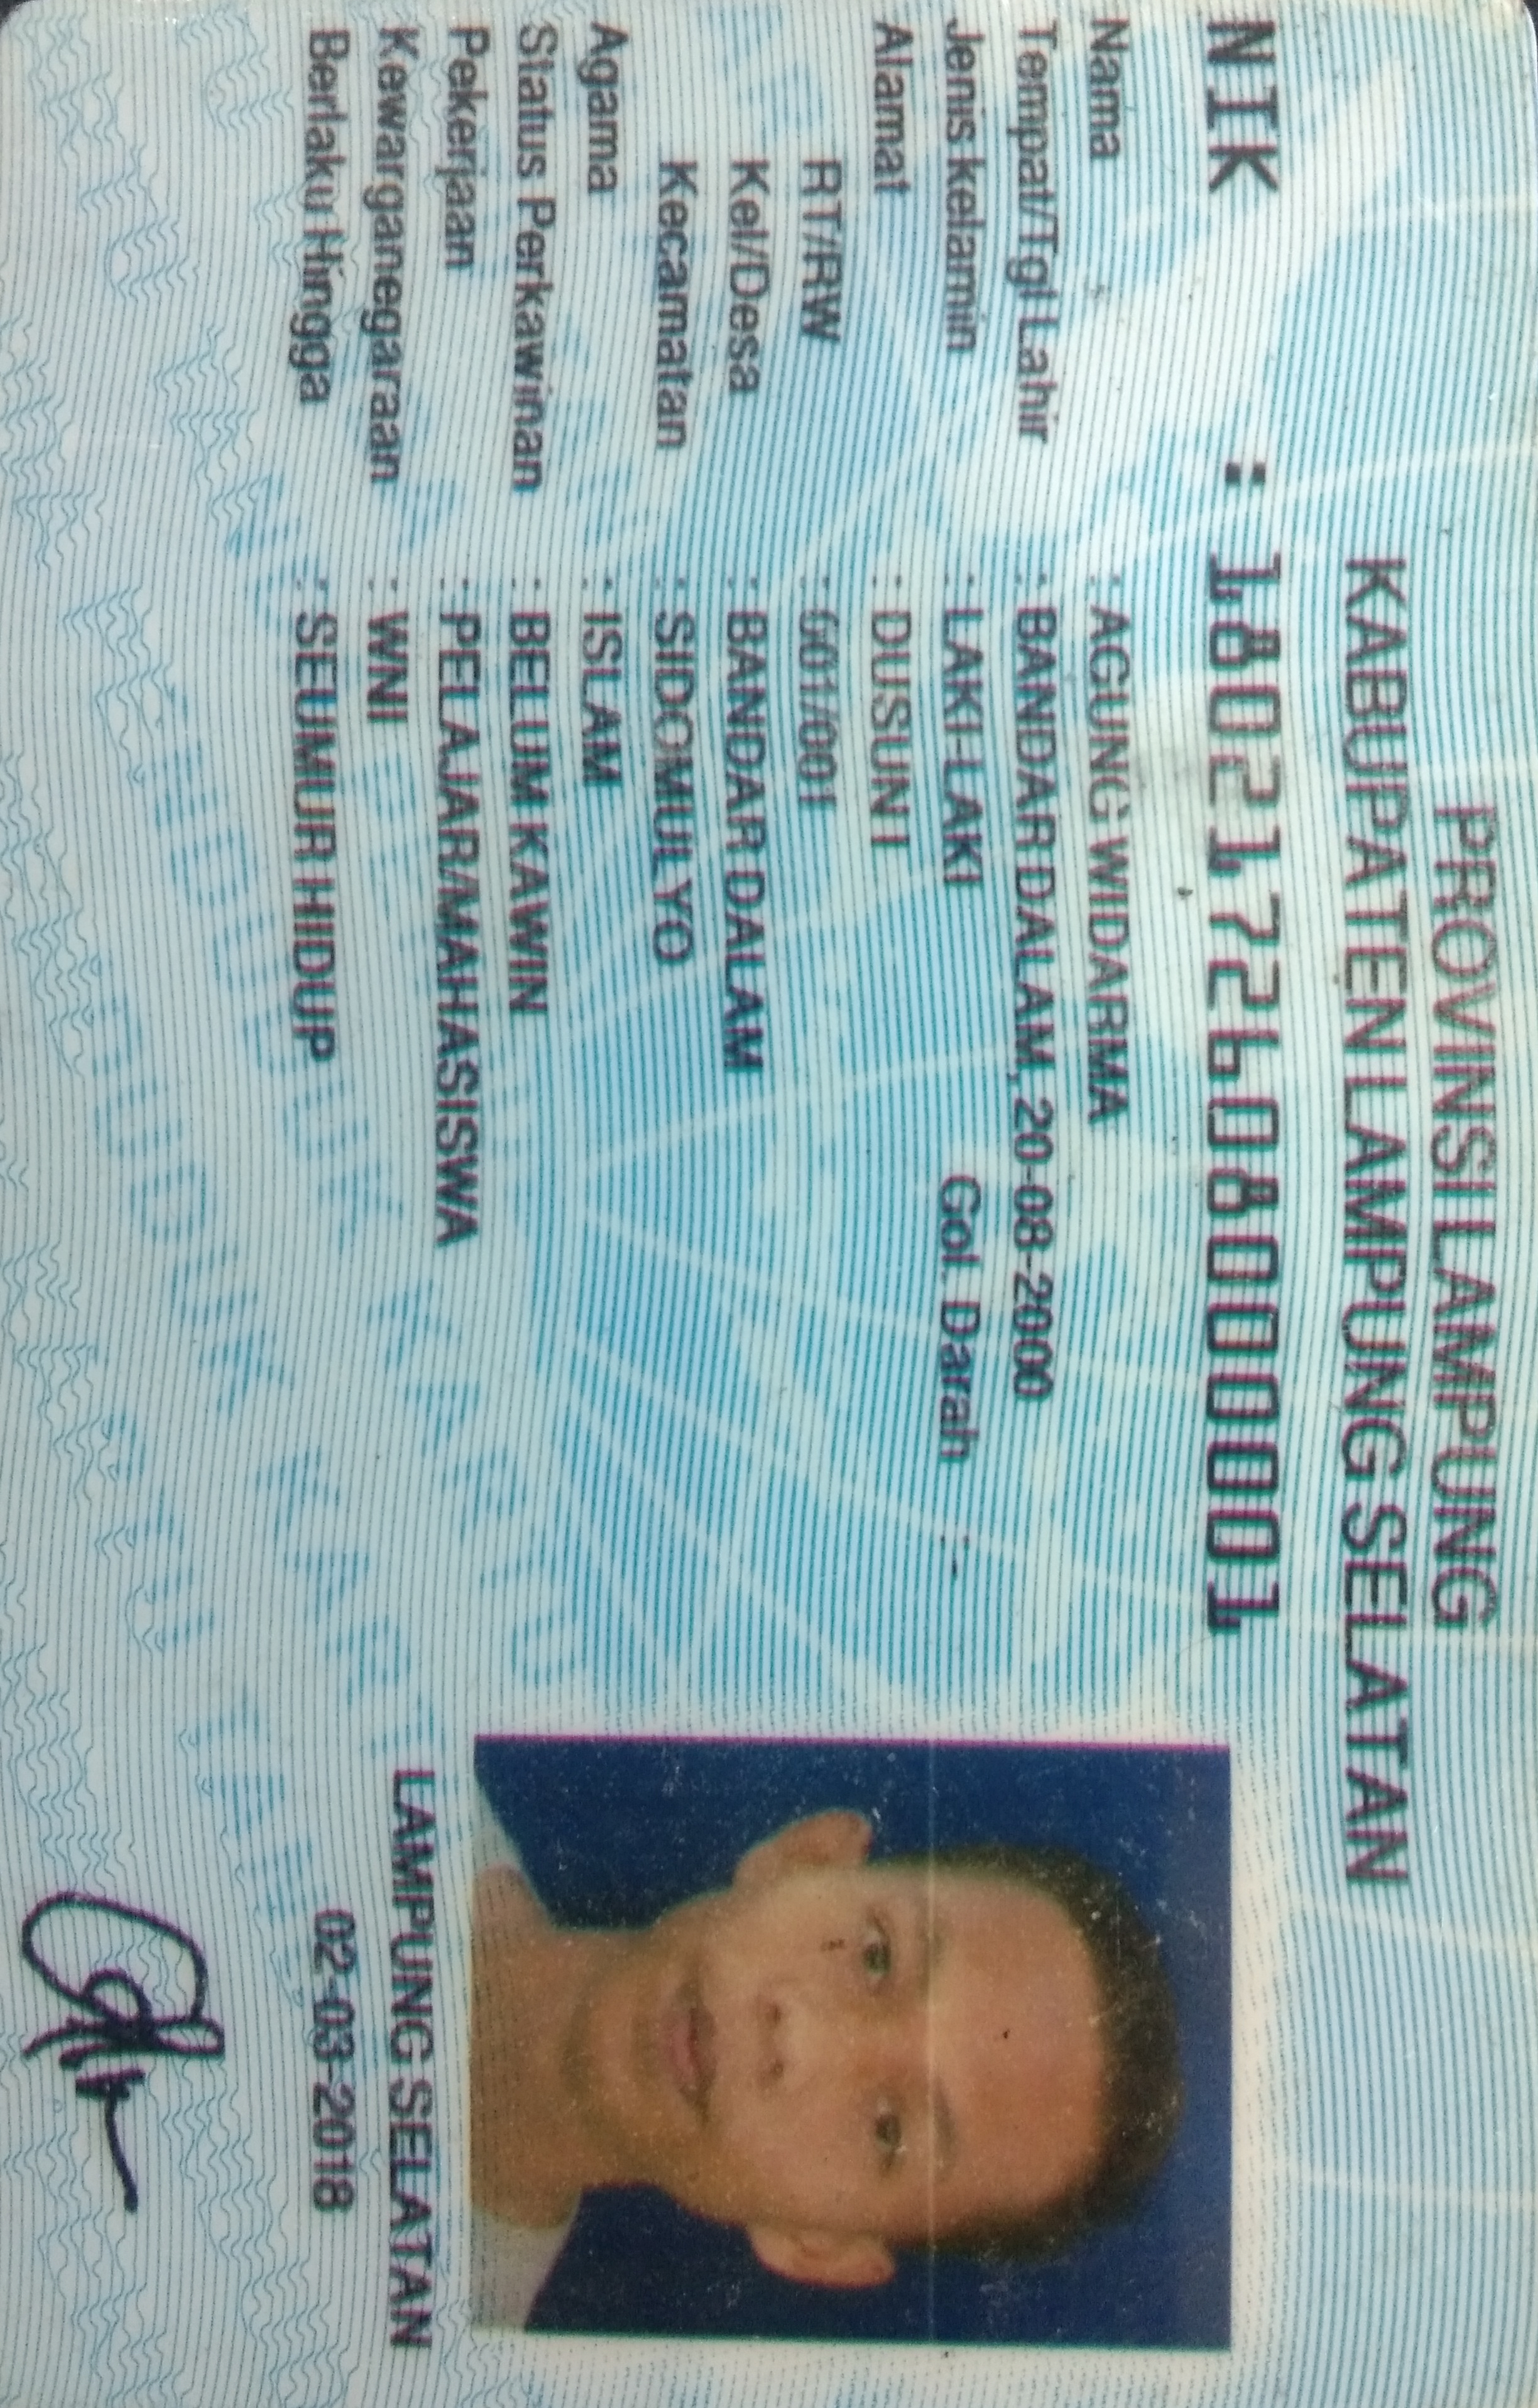 PROVINSI LAMPUNG
KABUPATEN LAMPUNG SELATAN
NIK : 1802172608000001
Nama : AGUNG WIDARMA
Tempat/Tgl Lahir : BANDAR DALAM, 20-08-2000
Jenis kelamin : LAKI-LAKI Gol. Darah : -
Alamat : DUSUN I
RT/RW : 001/001
Kel/Desa : BANDAR DALAM
Kecamatan : SIDOMULYO
Agama : ISLAM
Status Perkawinan : BELUM KAWIN
Pekerjaan : PELAJAR/MAHASISWA
Kewarganegaraan : WNI
Berlaku Hingga : SEUMUR HIDUP
LAMPUNG SELATAN
02-03-2018